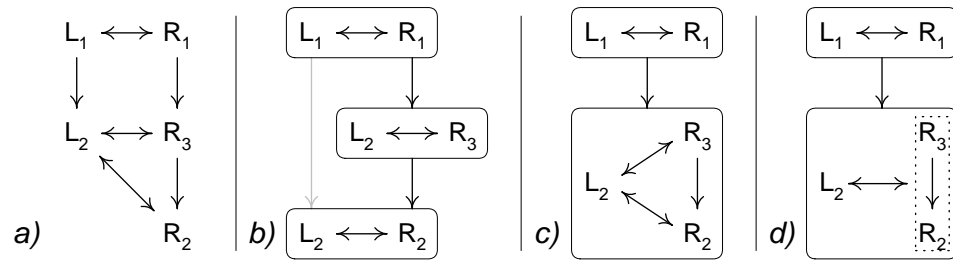 L₁ R₁
L₂ R₃
R₂
a)
L₁ R₁
L₂ R₃
L₂ R₂
b)
L₁ R₁
R₃
L₂
R₂
c)
L₁ R₁
R₃
L₂
R₂
d)